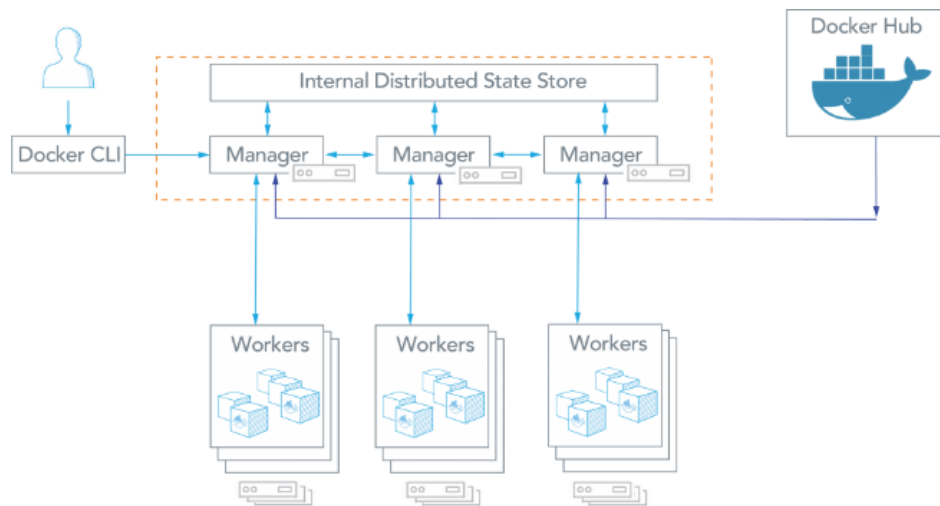 Docker Hub
Internal Distributed State Store
Docker CLI
Manager
Manager
Manager
Workers
Workers
Workers